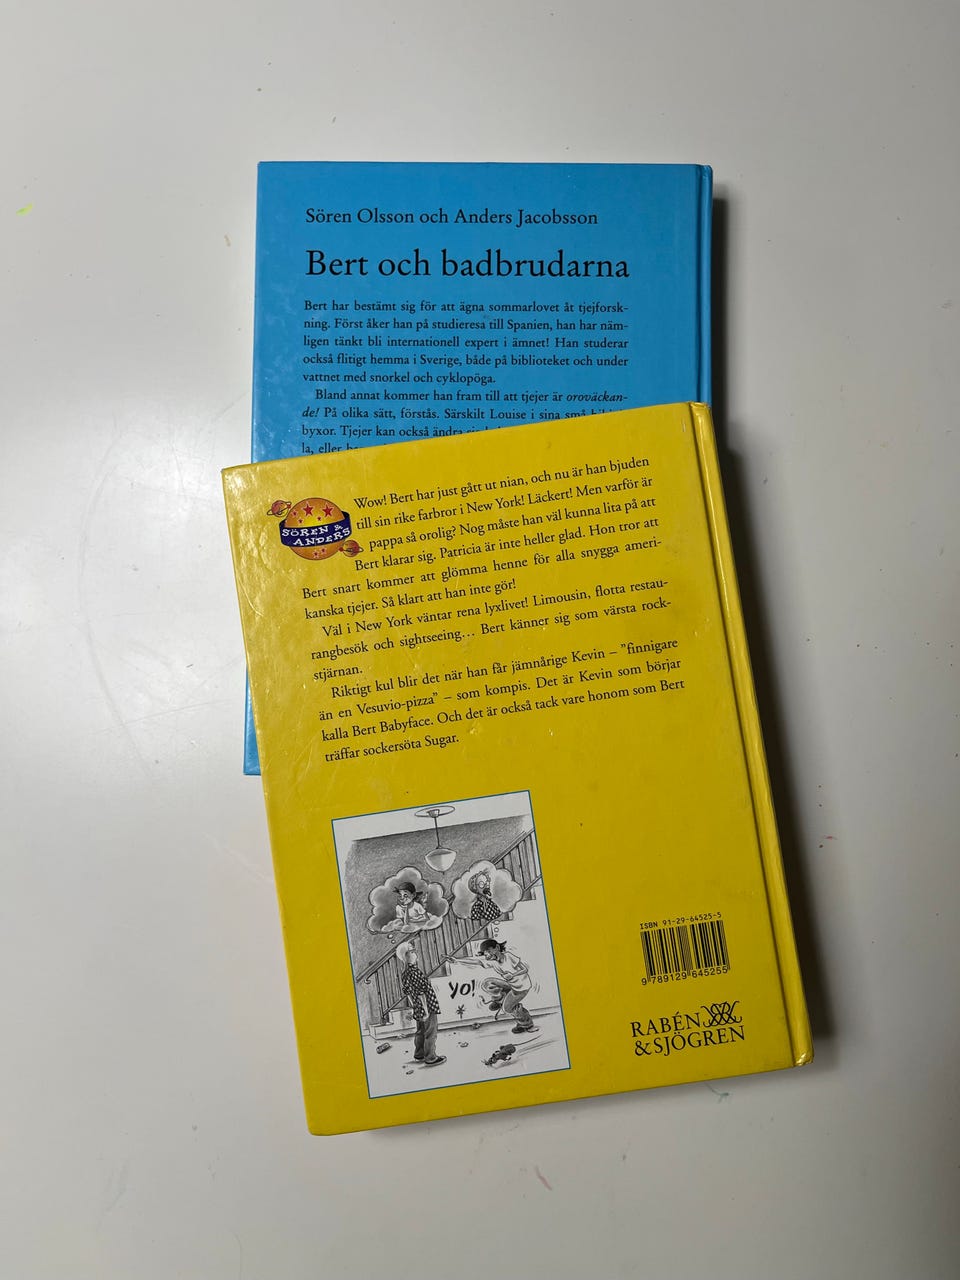 Sören Olsson och Anders Jacobsson
Bert och badbrudarna
Bert har bestämt sig för att ägna sommarlovet åt tjejforsk-
ning. Först åker han på studieresa till Spanien, han har näm-
ligen tänkt bli internationell expert i ämnet! Han studerar
också flitigt hemma i Sverige, både på biblioteket och under
vattnet med snorkel och cyklopöga.
Bland annat kommer han fram till att tjejer är oroväckan-
de! På olika sätt, förstås. Särskilt Louise i sina små
byxor. Tjejer kan också ändra
la, eller
SÖREN &
ANDERS
Wow! Bert har just gått ut nian, och nu är han bjuden
till sin rike farbror i New York! Läckert! Men varför är
pappa så orolig? Nog måste han väl kunna lita på att
Bert klarar sig. Patricia är inte heller glad. Hon tror att
Bert snart kommer att glömma henne för alla snygga ameri-
kanska tjejer. Så klart att han inte gör!
Väl i New York väntar rena lyxlivet! Limousin, flotta restau-
rangbesök och sightseeing... Bert känner sig som värsta rock-
stjärnan.
Riktigt kul blir det när han får jämnårige Kevin – ”finnigare
än en Vesuvio-pizza” – som kompis. Det är Kevin som börjar
kalla Bert Babyface. Och det är också tack vare honom som Bert
träffar sockersöta Sugar.
YO!
ISBN 91-29-64525-5
9 789129 645255
RABÉN
&SJÖGREN